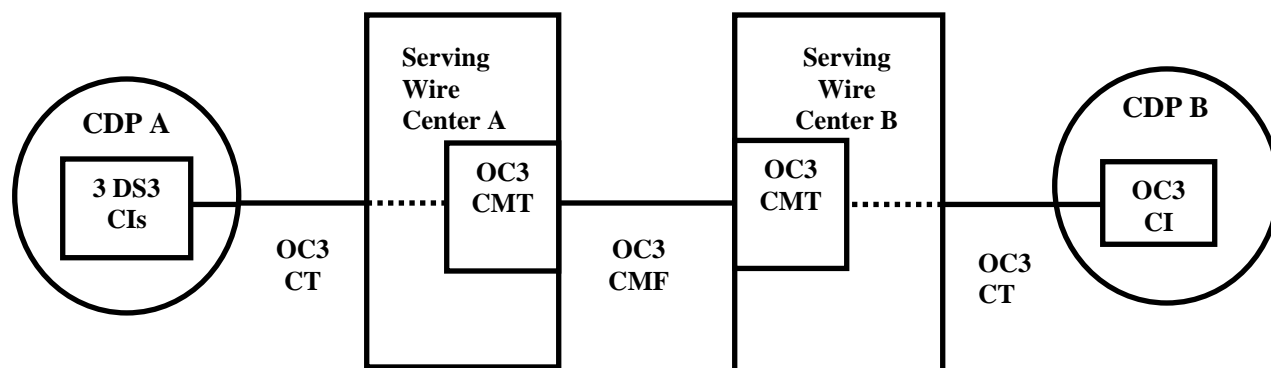 CDP A
3 DS3
CIs
OC3
CT
Serving
Wire
Center A
OC3
CMT
OC3
CMF
Serving
Wire
Center B
OC3
CMT
OC3
CT
CDP B
OC3
CI